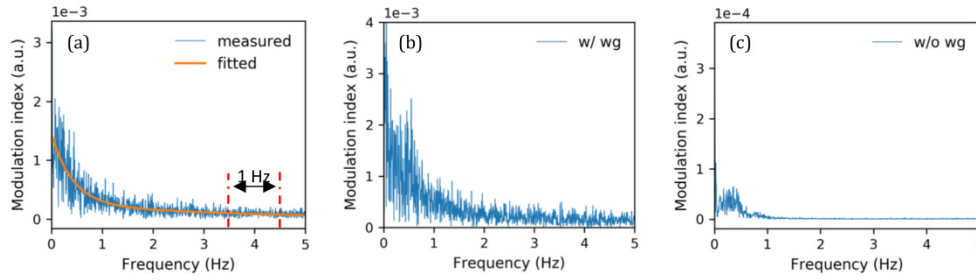 1e−3
(a)
measured
fitted
1 Hz
Modulation index (a.u.)
3
2
1
0
0 1 2 3 4 5
Frequency (Hz)
1e−3
(b)
w/ wg
Modulation index (a.u.)
4
3
2
1
0
0 1 2 3 4 5
Frequency (Hz)
1e−4
(c)
w/o wg
Modulation index (a.u.)
3
2
1
0
0 1 2 3 4 5
Frequency (Hz)